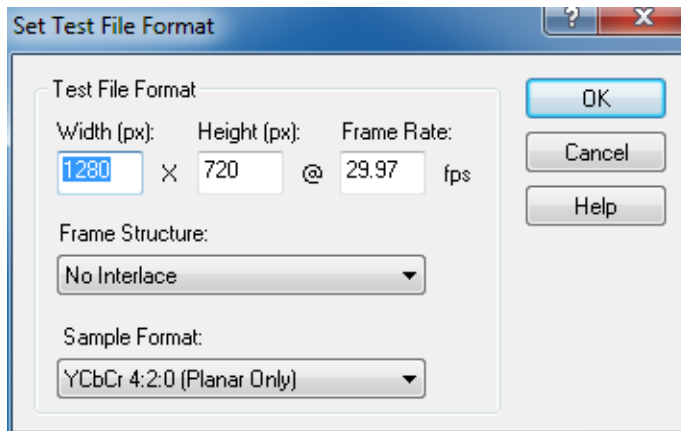 Set Test File Format
? X
Test File Format
Width (px): Height (px): Frame Rate:
1280 X 720 @ 29.97 fps
Frame Structure:
No Interlace
Sample Format:
YCbCr 4:2:0 (Planar Only)
OK
Cancel
Help